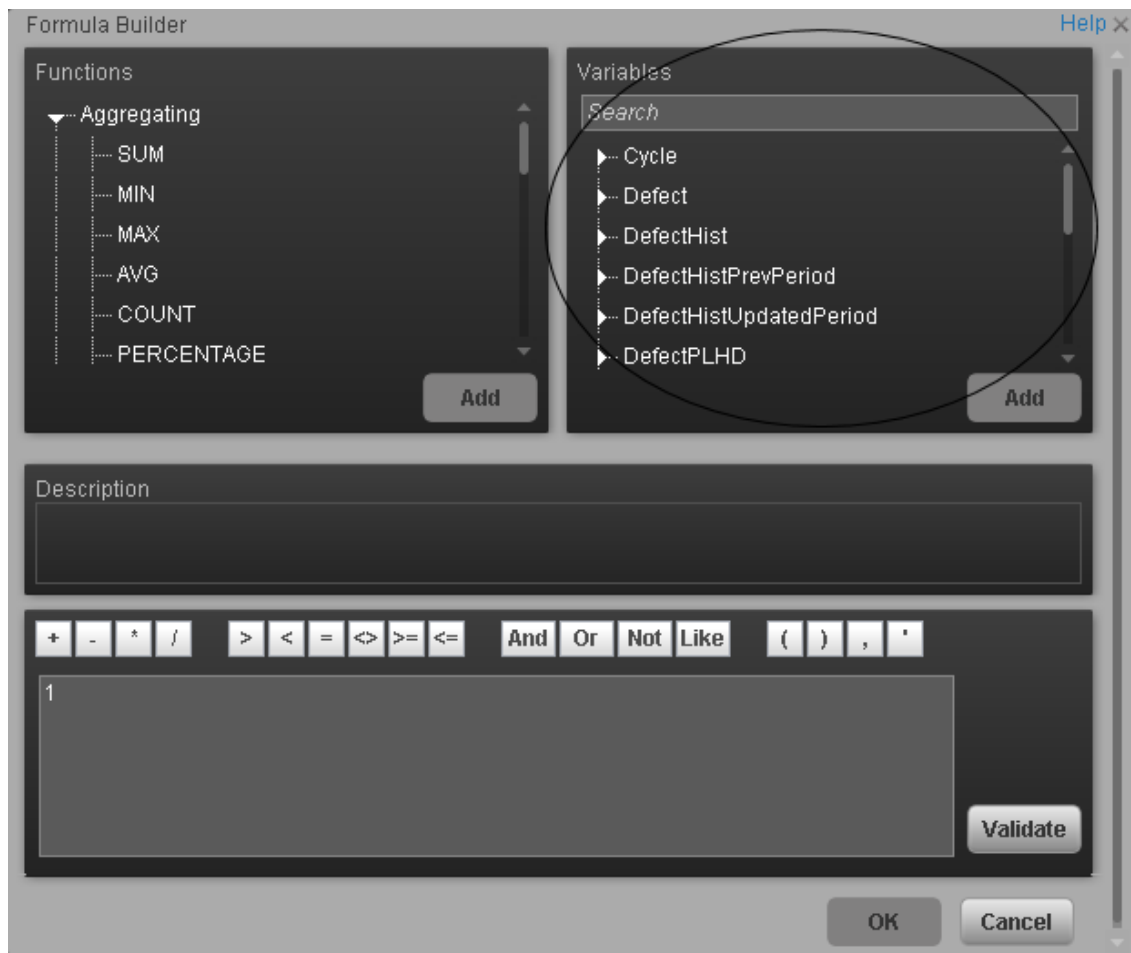 Formula Builder
Help ×
Functions
Aggregating
SUM
MIN
MAX
AVG
COUNT
PERCENTAGE
Add
Variables
Search
Cycle
Defect
DefectHist
DefectHistPrevPeriod
DefectHistUpdatedPeriod
DefectPLHD
Add
Description
+ - * / > < = <> >= <= And Or Not Like ( ) , '
1
Validate
OK Cancel